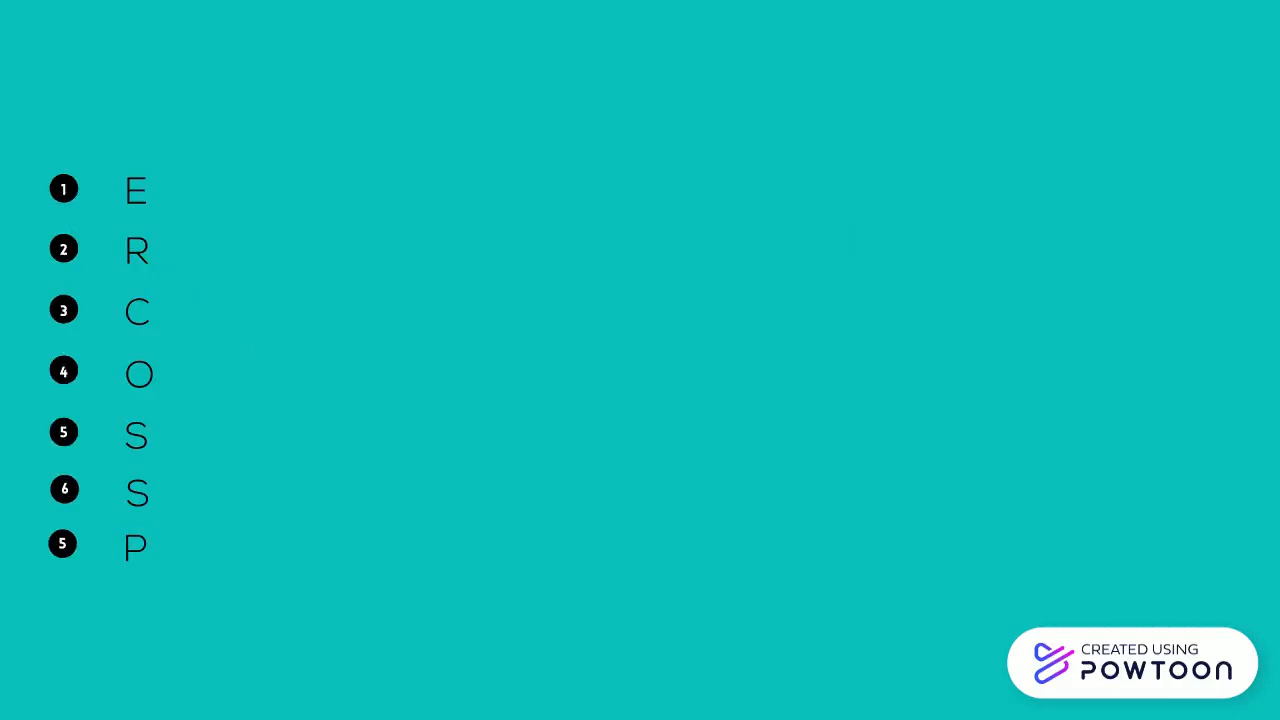 1 E
2 R
3 C
4 O
5 S
6 S
5 P
CREATED USING
POWTOON